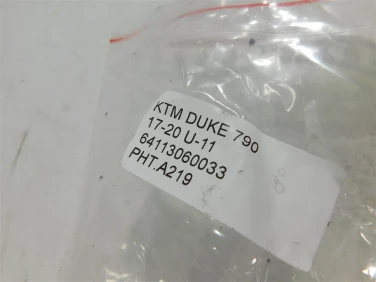 KTM DUKE 790
17-20 U-11
64113060033
PHT.A219